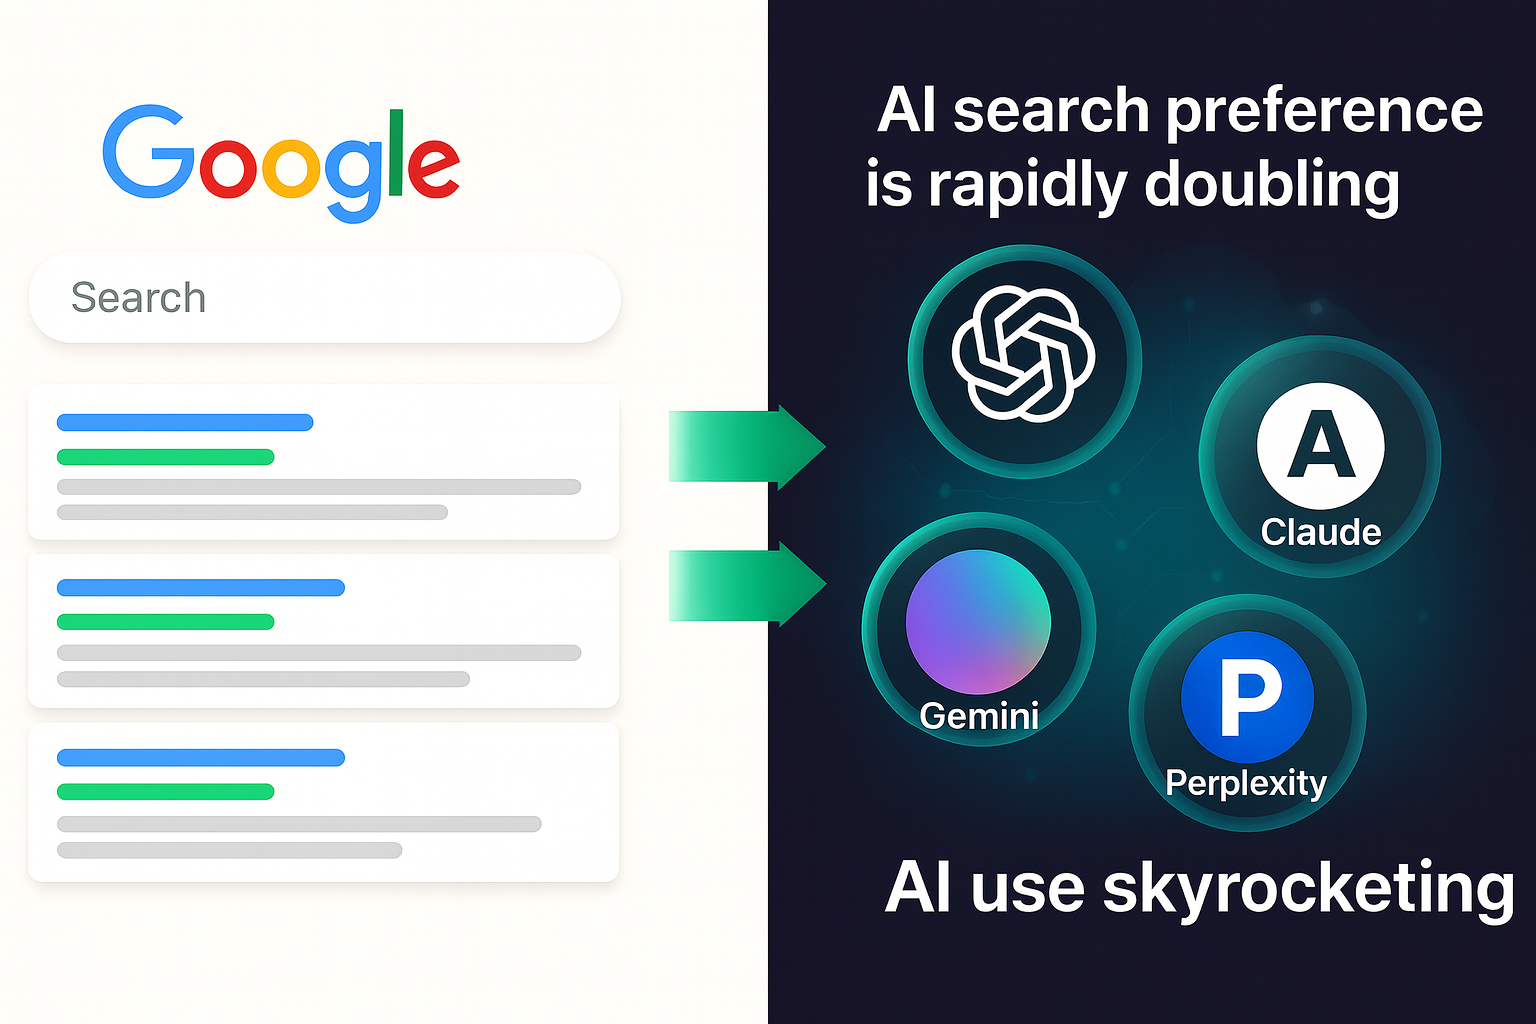 Google
Search
AI search preference
is rapidly doubling
A
Claude
Gemini
P
Perplexity
AI use skyrocketing